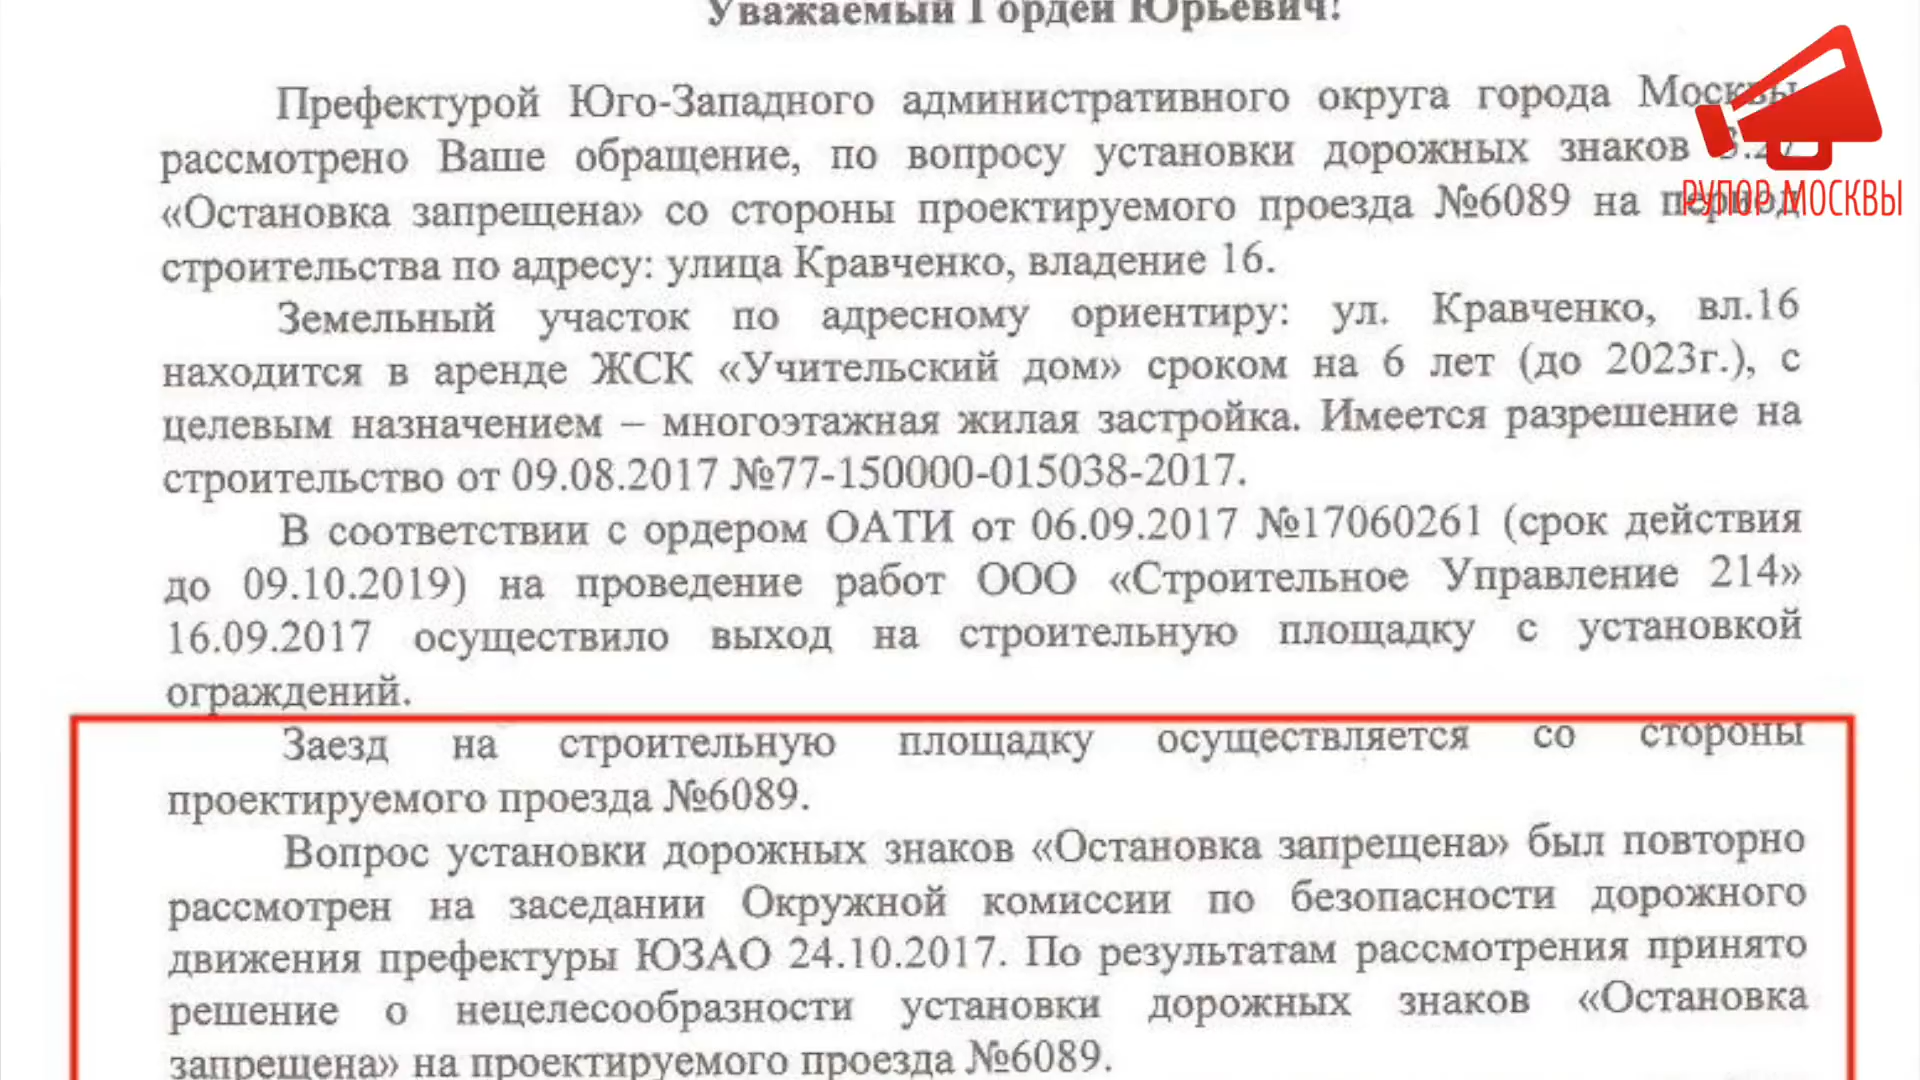 Уважаемый Гордей Юрьевич!
Префектурой Юго-Западного административного округа города Москвы
рассмотрено Ваше обращение, по вопросу установки дорожных знаков 3.27
«Остановка запрещена» со стороны проектируемого проезда №6089 на период
строительства по адресу: улица Кравченко, владение 16.
Земельный участок по адресному ориентиру: ул. Кравченко, вл.16
находится в аренде ЖСК «Учительский дом» сроком на 6 лет (до 2023г.), с
целевым назначением – многоэтажная жилая застройка. Имеется разрешение на
строительство от 09.08.2017 №77-150000-015038-2017.
В соответствии с ордером ОАТИ от 06.09.2017 №17060261 (срок действия
до 09.10.2019) на проведение работ ООО «Строительное Управление 214»
16.09.2017 осуществило выход на строительную площадку с установкой
ограждений.
Заезд на строительную площадку осуществляется со стороны
проектируемого проезда №6089.
Вопрос установки дорожных знаков «Остановка запрещена» был повторно
рассмотрен на заседании Окружной комиссии по безопасности дорожного
движения префектуры ЮЗАО 24.10.2017. По результатам рассмотрения принято
решение о нецелесообразности установки дорожных знаков «Остановка
запрещена» на проектируемого проезда №6089.
РУПОР МОСКВЫ